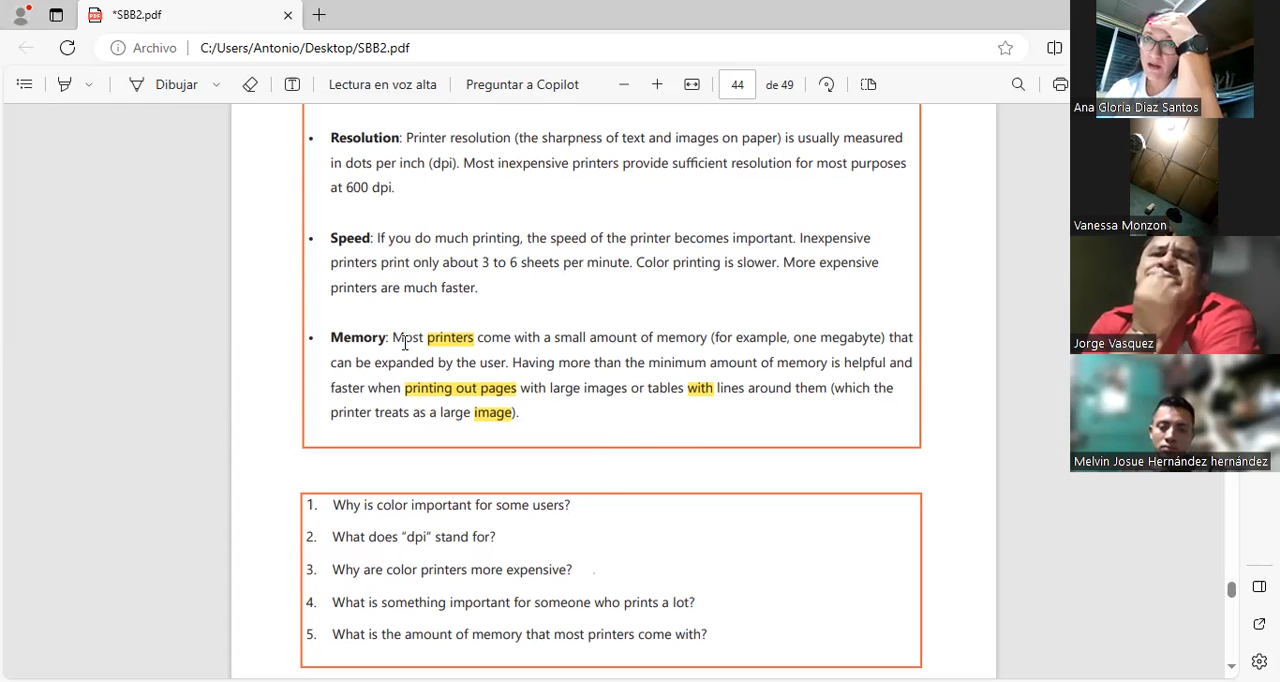 *SBB2.pdf
Archivo
C:/Users/Antonio/Desktop/SBB2.pdf
Dibujar
Lectura en voz alta
Preguntar a Copilot
44
de 49
• Resolution: Printer resolution (the sharpness of text and images on paper) is usually measured
in dots per inch (dpi). Most inexpensive printers provide sufficient resolution for most purposes
at 600 dpi.
• Speed: If you do much printing, the speed of the printer becomes important. Inexpensive
printers print only about 3 to 6 sheets per minute. Color printing is slower. More expensive
printers are much faster.
• Memory: Most printers come with a small amount of memory (for example, one megabyte) that
can be expanded by the user. Having more than the minimum amount of memory is helpful and
faster when printing out pages with large images or tables with lines around them (which the
printer treats as a large image).
1. Why is color important for some users?
2. What does "dpi" stand for?
3. Why are color printers more expensive?
4. What is something important for someone who prints a lot?
5. What is the amount of memory that most printers come with?
Ana Gloria Diaz Santos
Vanessa Monzon
Jorge Vasquez
Melvin Josue Hernández hernández